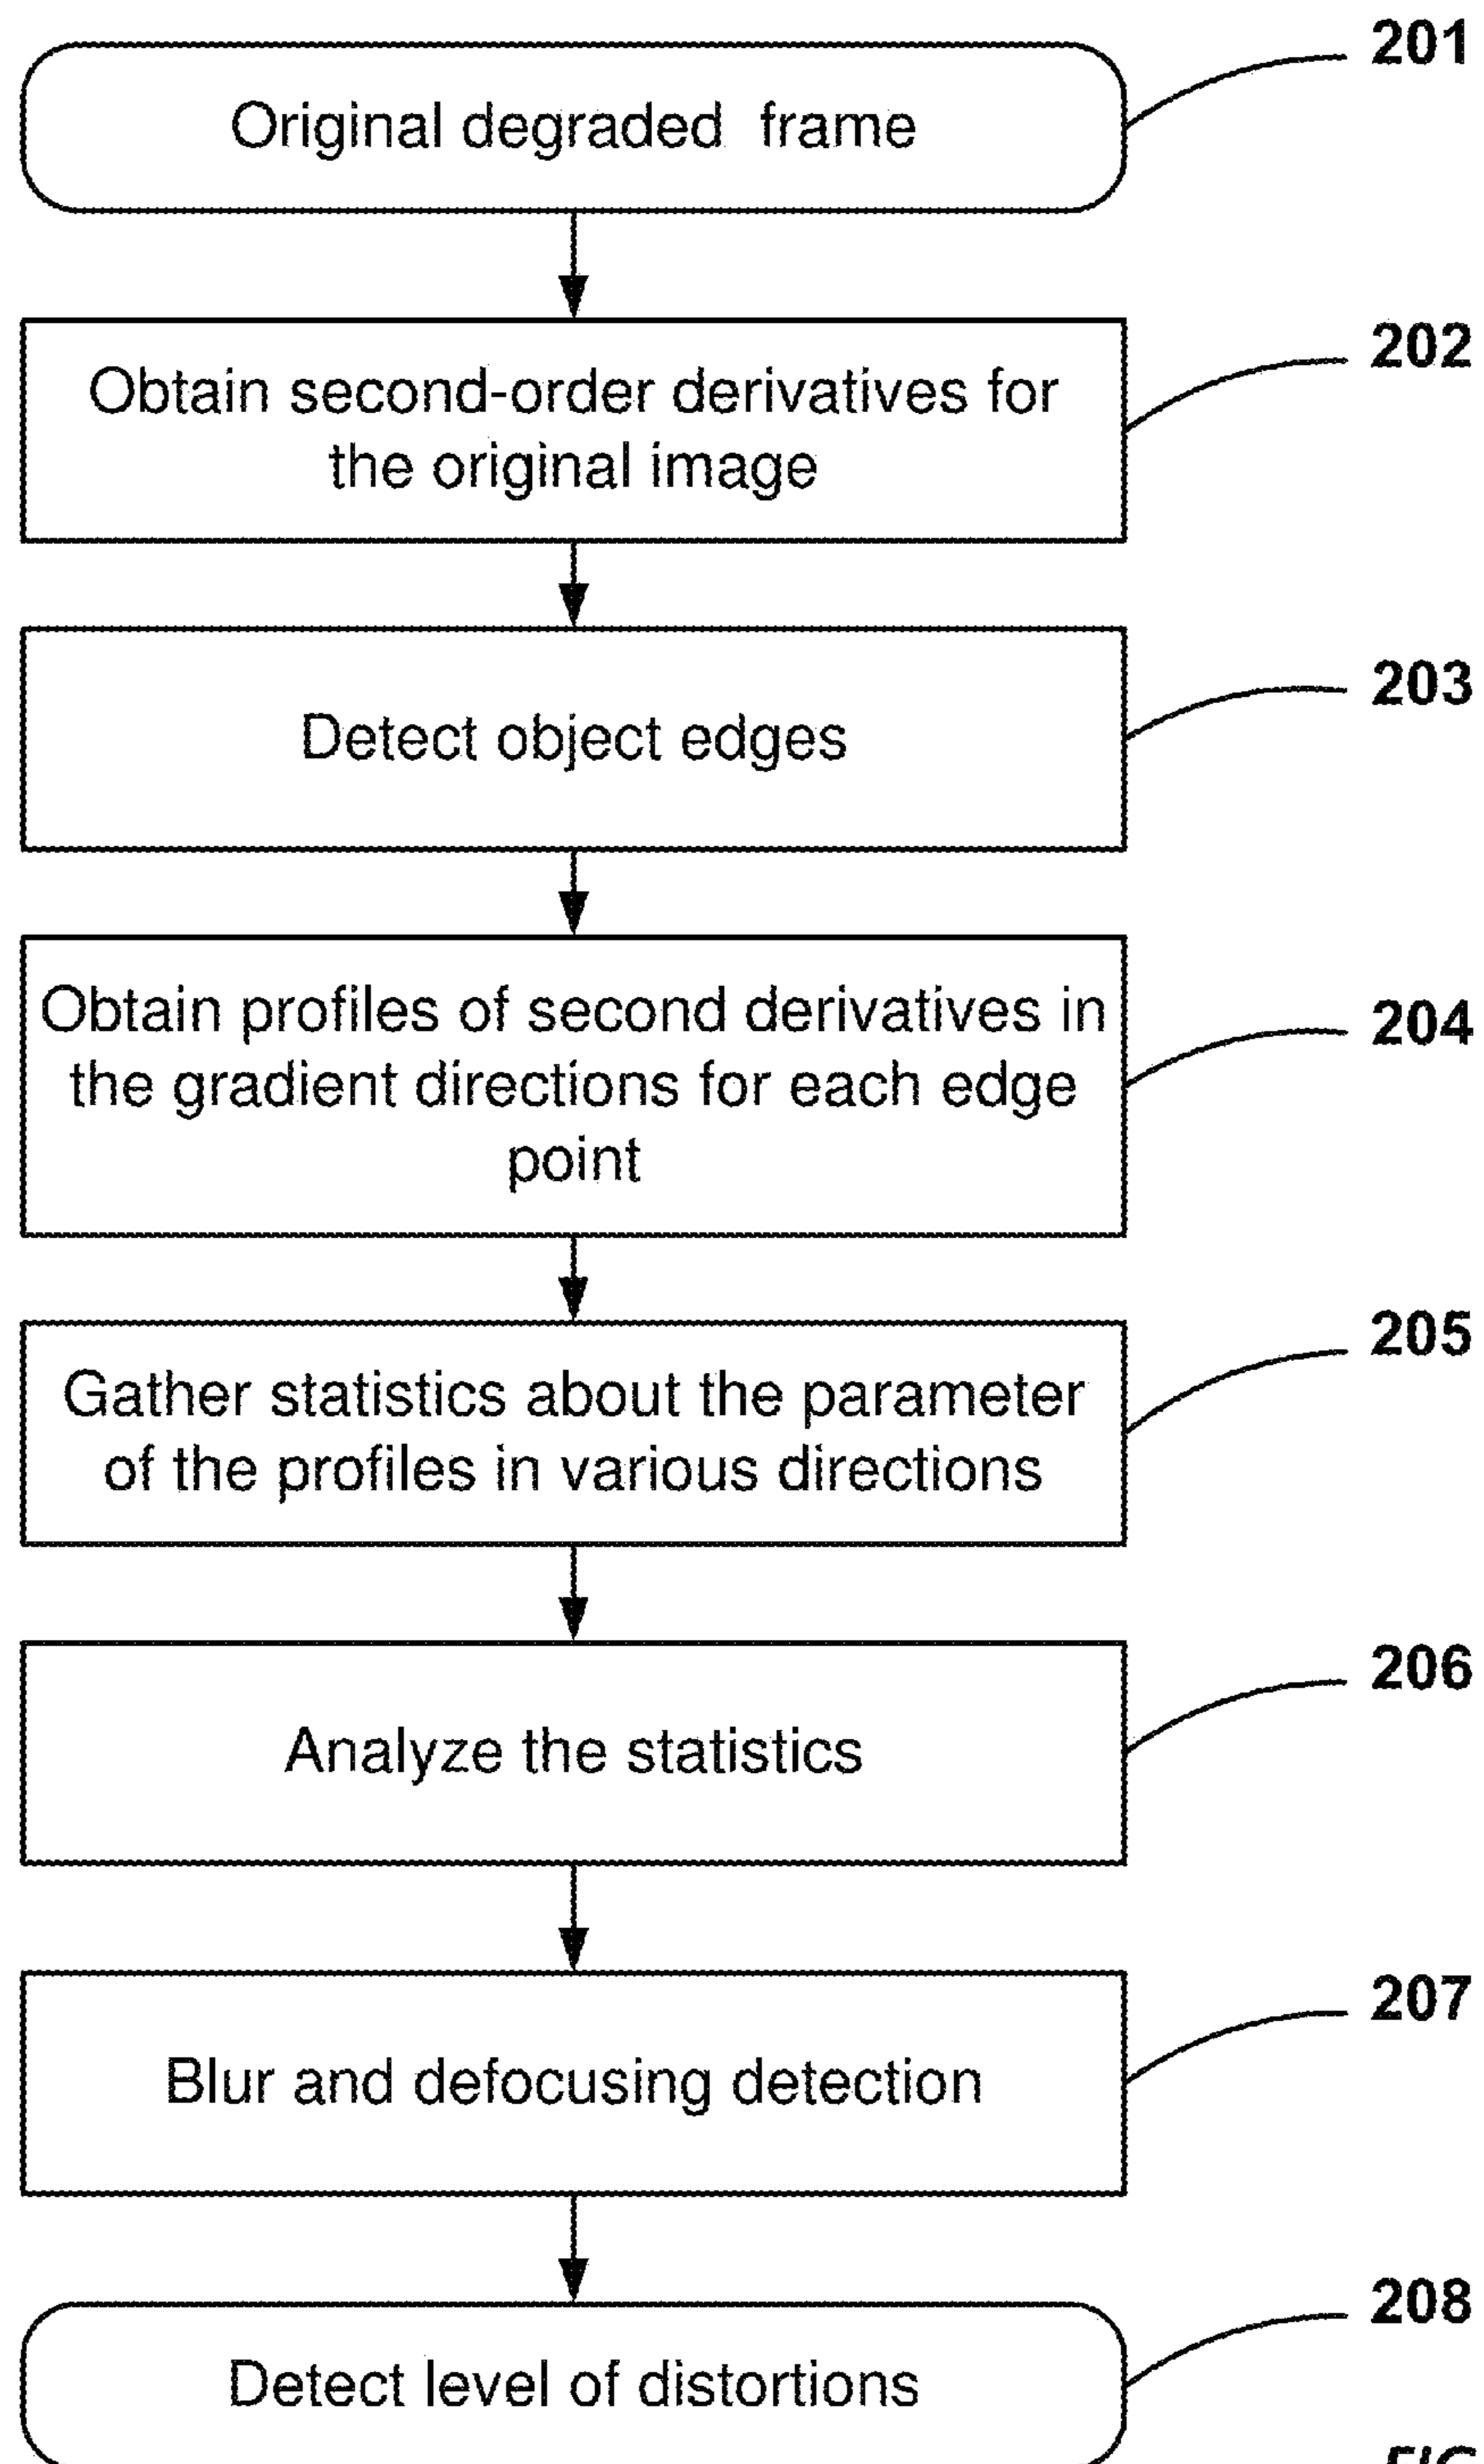 201
Original degraded frame
202
Obtain second-order derivatives for
the original image
203
Detect object edges
204
Obtain profiles of second derivatives in
the gradient directions for each edge
point
205
Gather statistics about the parameter
of the profiles in various directions
206
Analyze the statistics
207
Blur and defocusing detection
208
Detect level of distortions
FIG